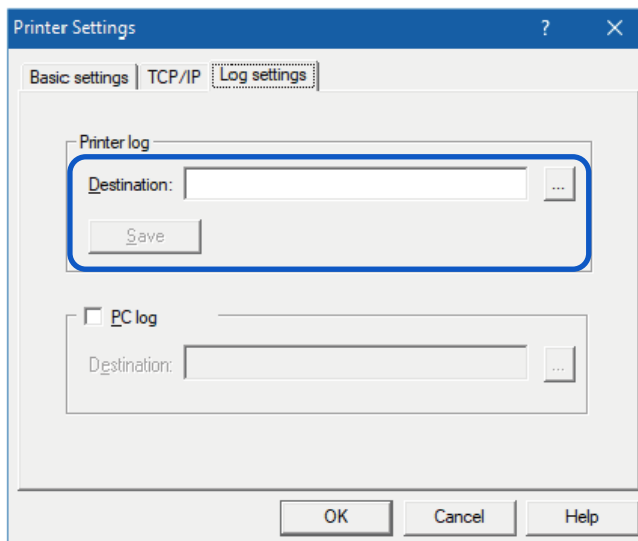 Printer Settings ? ×
Basic settings TCP/IP Log settings
Printer log
Destination: ...
Save
PC log
Destination: ...
OK Cancel Help